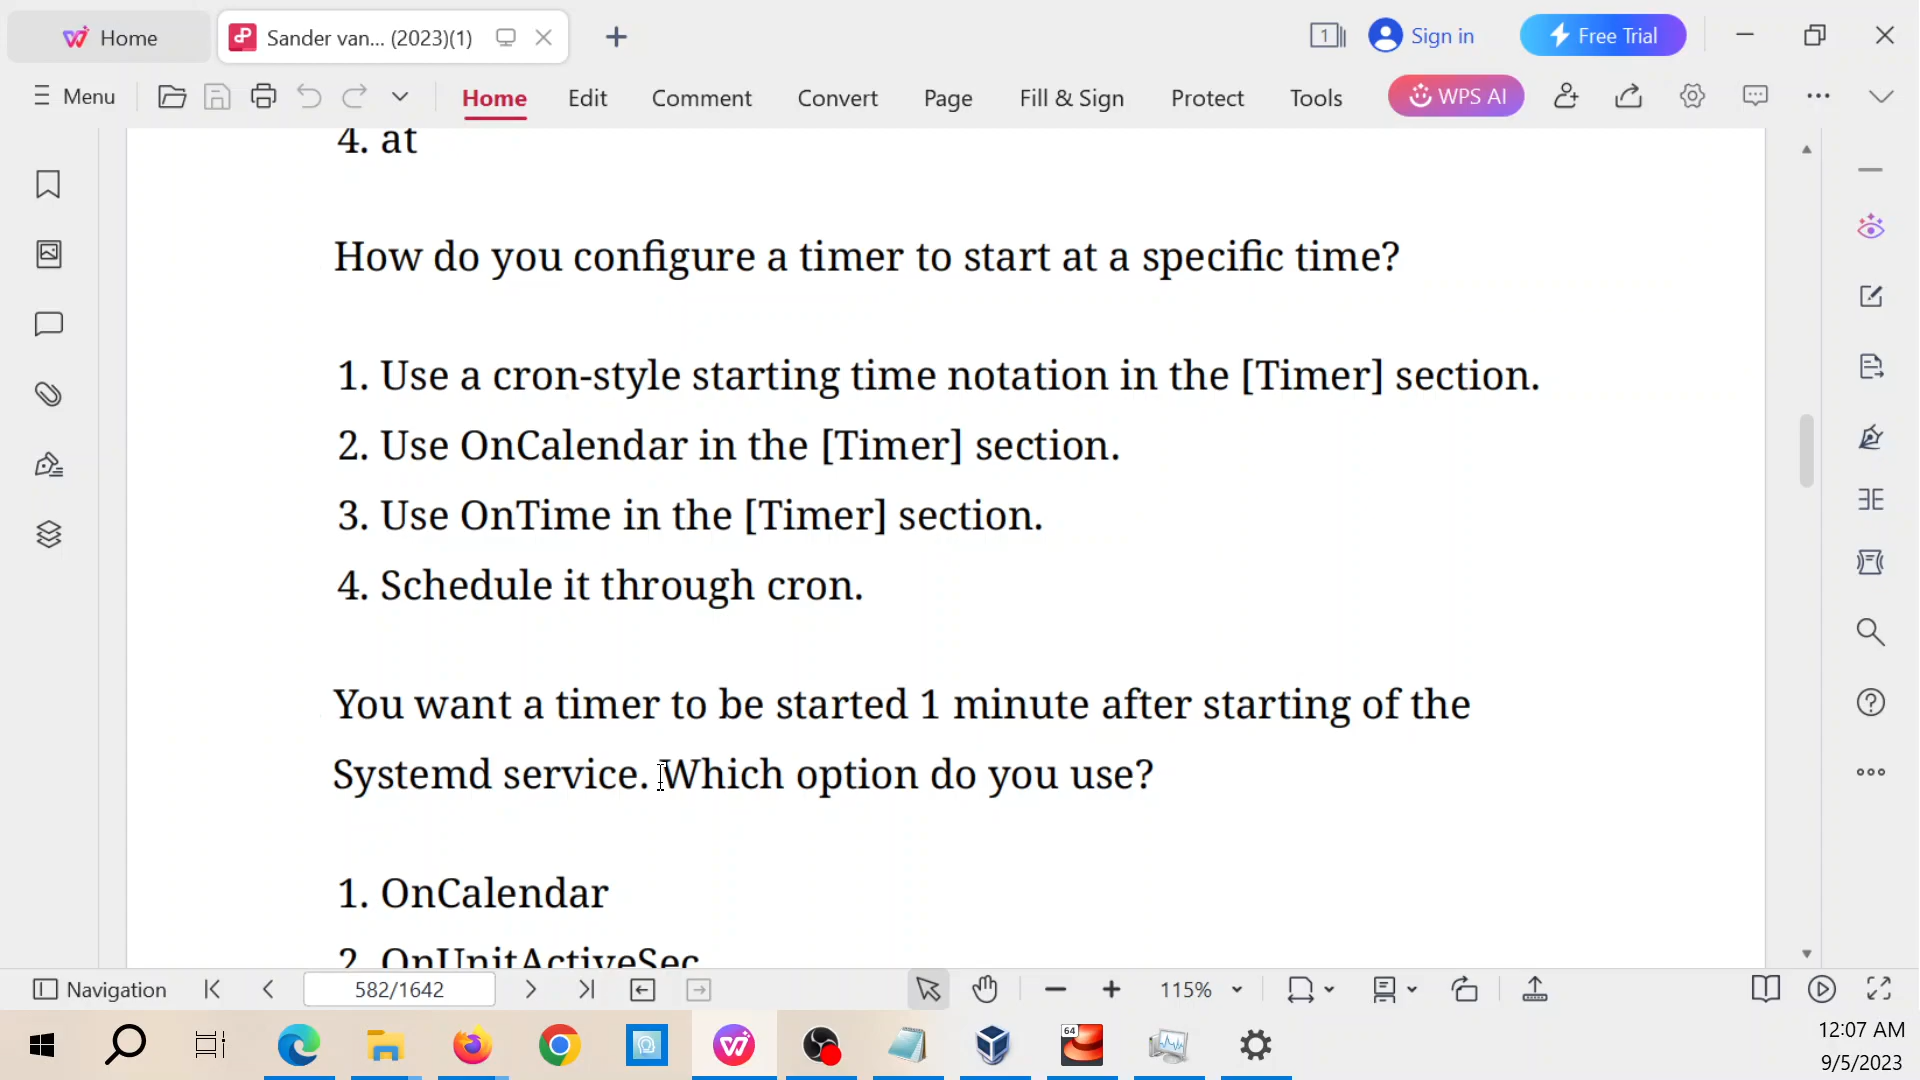 Home
Sander van... (2023)(1)
1
Sign in
Free Trial
Menu
Home
Edit
Comment
Convert
Page
Fill & Sign
Protect
Tools
WPS AI
4. at
How do you configure a timer to start at a specific time?
1. Use a cron-style starting time notation in the [Timer] section.
2. Use OnCalendar in the [Timer] section.
3. Use OnTime in the [Timer] section.
4. Schedule it through cron.
You want a timer to be started 1 minute after starting of the
Systemd service. Which option do you use?
1. OnCalendar
2. OnUnitActiveSec
Navigation
582/1642
115%
64
12:07 AM
9/5/2023